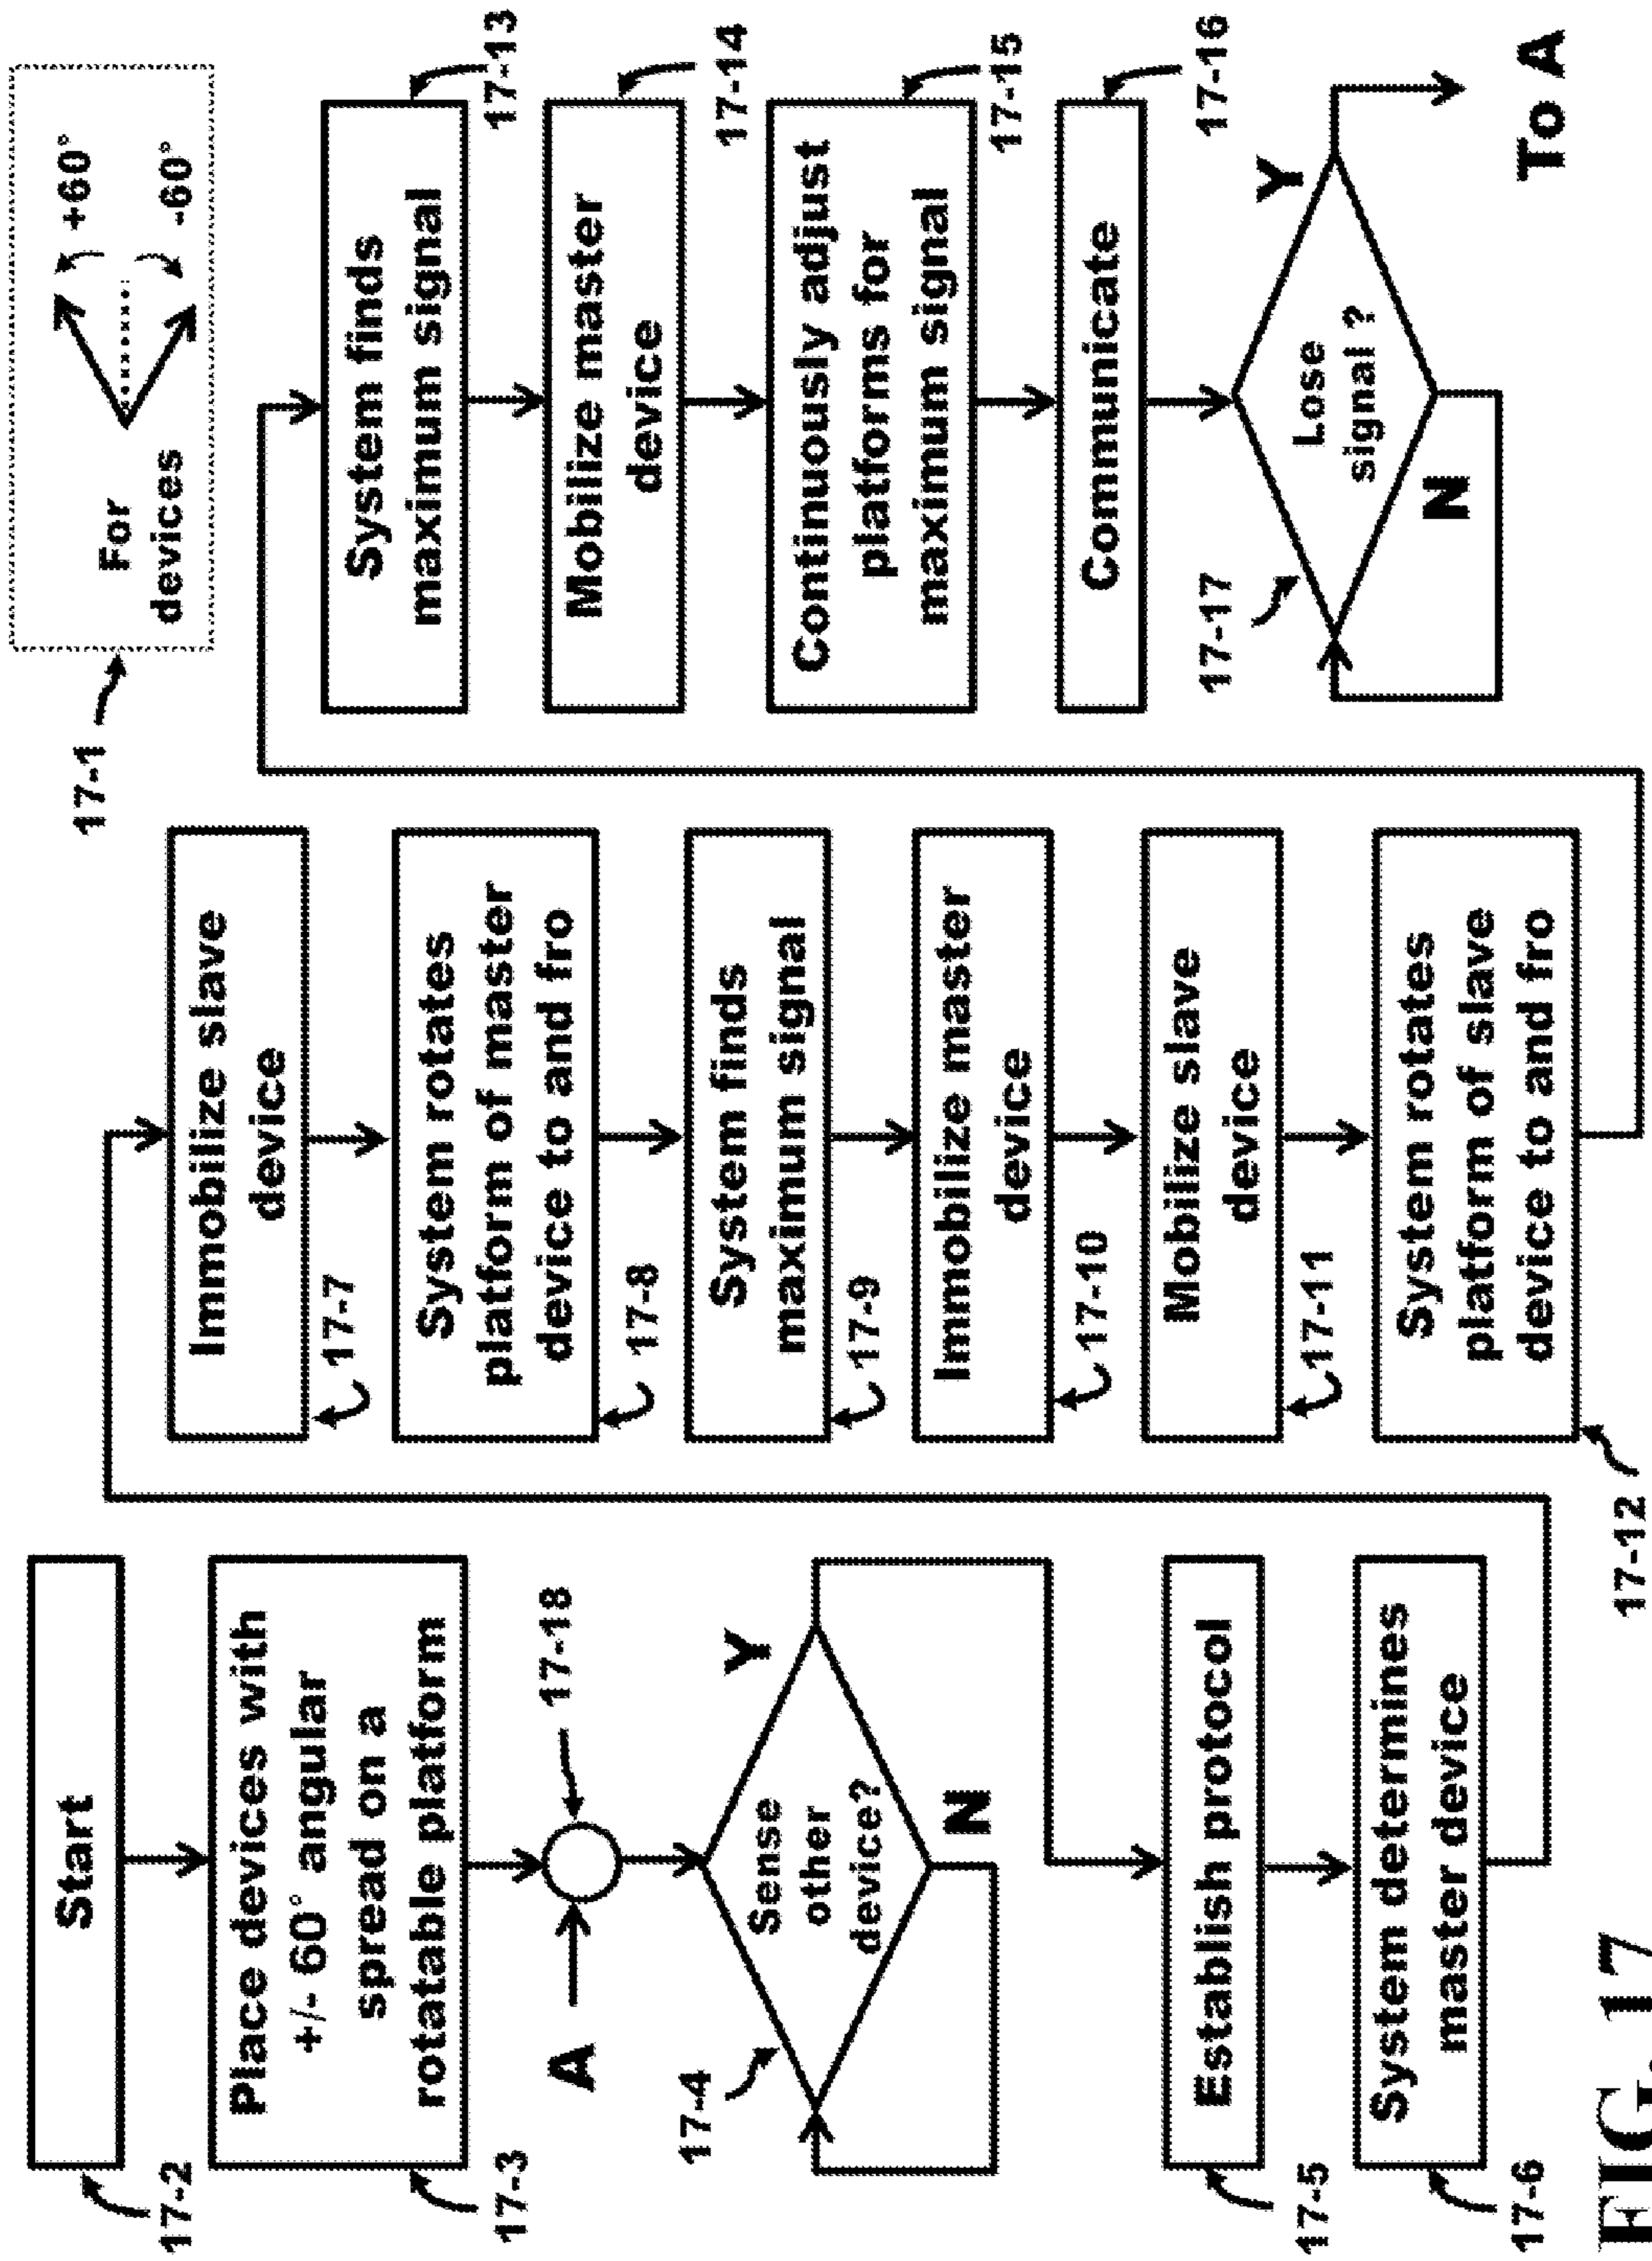 Start
17-2
Place devices with
+/- 60° angular
spread on a
rotatable platform
17-3
A
17-18
Sense
other
device?
17-4
Y
N
Establish protocol
17-5
System determines
master device
17-6
Immobilize slave
device
17-7
System rotates
platform of master
device to and fro
17-8
System finds
maximum signal
17-9
Immobilize master
device
17-10
Mobilize slave
device
17-11
System rotates
platform of slave
device to and fro
17-12
17-1
For
devices
+60°
-60°
System finds
maximum signal
17-13
Mobilize master
device
17-14
Continuously adjust
platforms for
maximum signal
17-15
Communicate
17-16
Lose
signal ?
17-17
Y
N
To A
FIG. 17